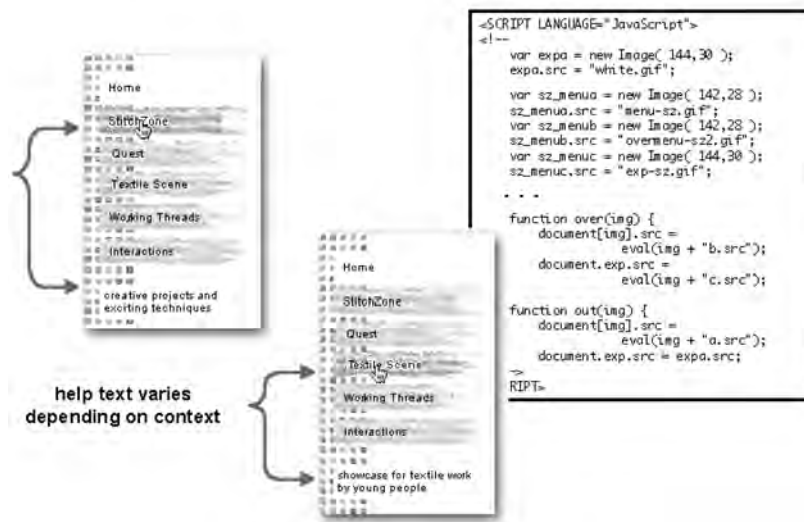 Home
StitchZone
Quest
Textile Scene
Working Threads
Interactions
creative projects and
exciting techniques
help text varies
depending on context
Home
StitchZone
Quest
Textile Scene
Working Threads
Interactions
showcase for textile work
by young people
<SCRIPT LANGUAGE="JavaScript">
<!--
var expa = new Image( 144,30 );
expa.src = "white.gif";
var sz_menua = new Image( 142,28 );
sz_menua.src = "menu-sz.gif";
var sz_menub = new Image( 142,28 );
sz_menub.src = "overmenu-sz2.gif";
var sz_menuc = new Image( 144,30 );
sz_menuc.src = "exp-sz.gif";
. . .
function over(img) {
document[img].src =
eval(img + "b.src");
document.exp.src =
eval(img + "c.src");
function out(img) {
document[img].src =
eval(img + "a.src");
document.exp.src = expa.src;
->
RIPT>